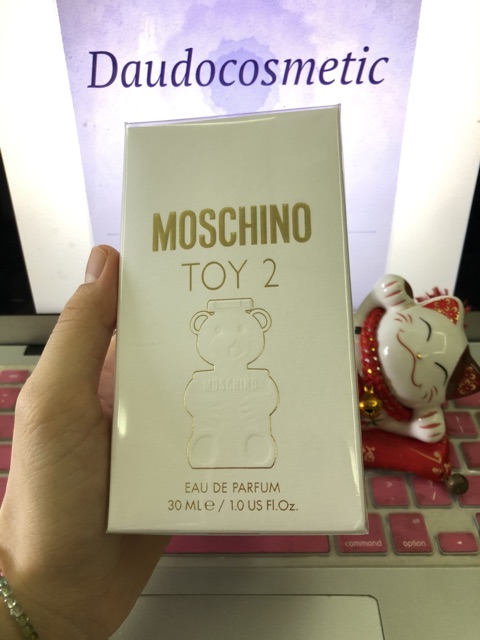 Daudocosmetic
MOSCHINO
TOY 2
MOSCHINO
EAU DE PARFUM
30 ML e / 1.0 US Fl.Oz.
command
option